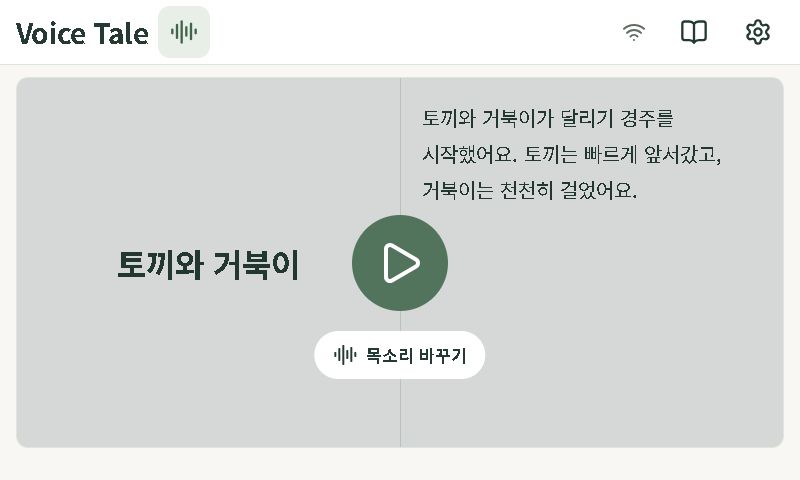 Voice Tale
토끼와 거북이가 달리기 경주를
시작했어요. 토끼는 빠르게 앞서갔고,
거북이는 천천히 걸었어요.
토끼와 거북이
목소리 바꾸기